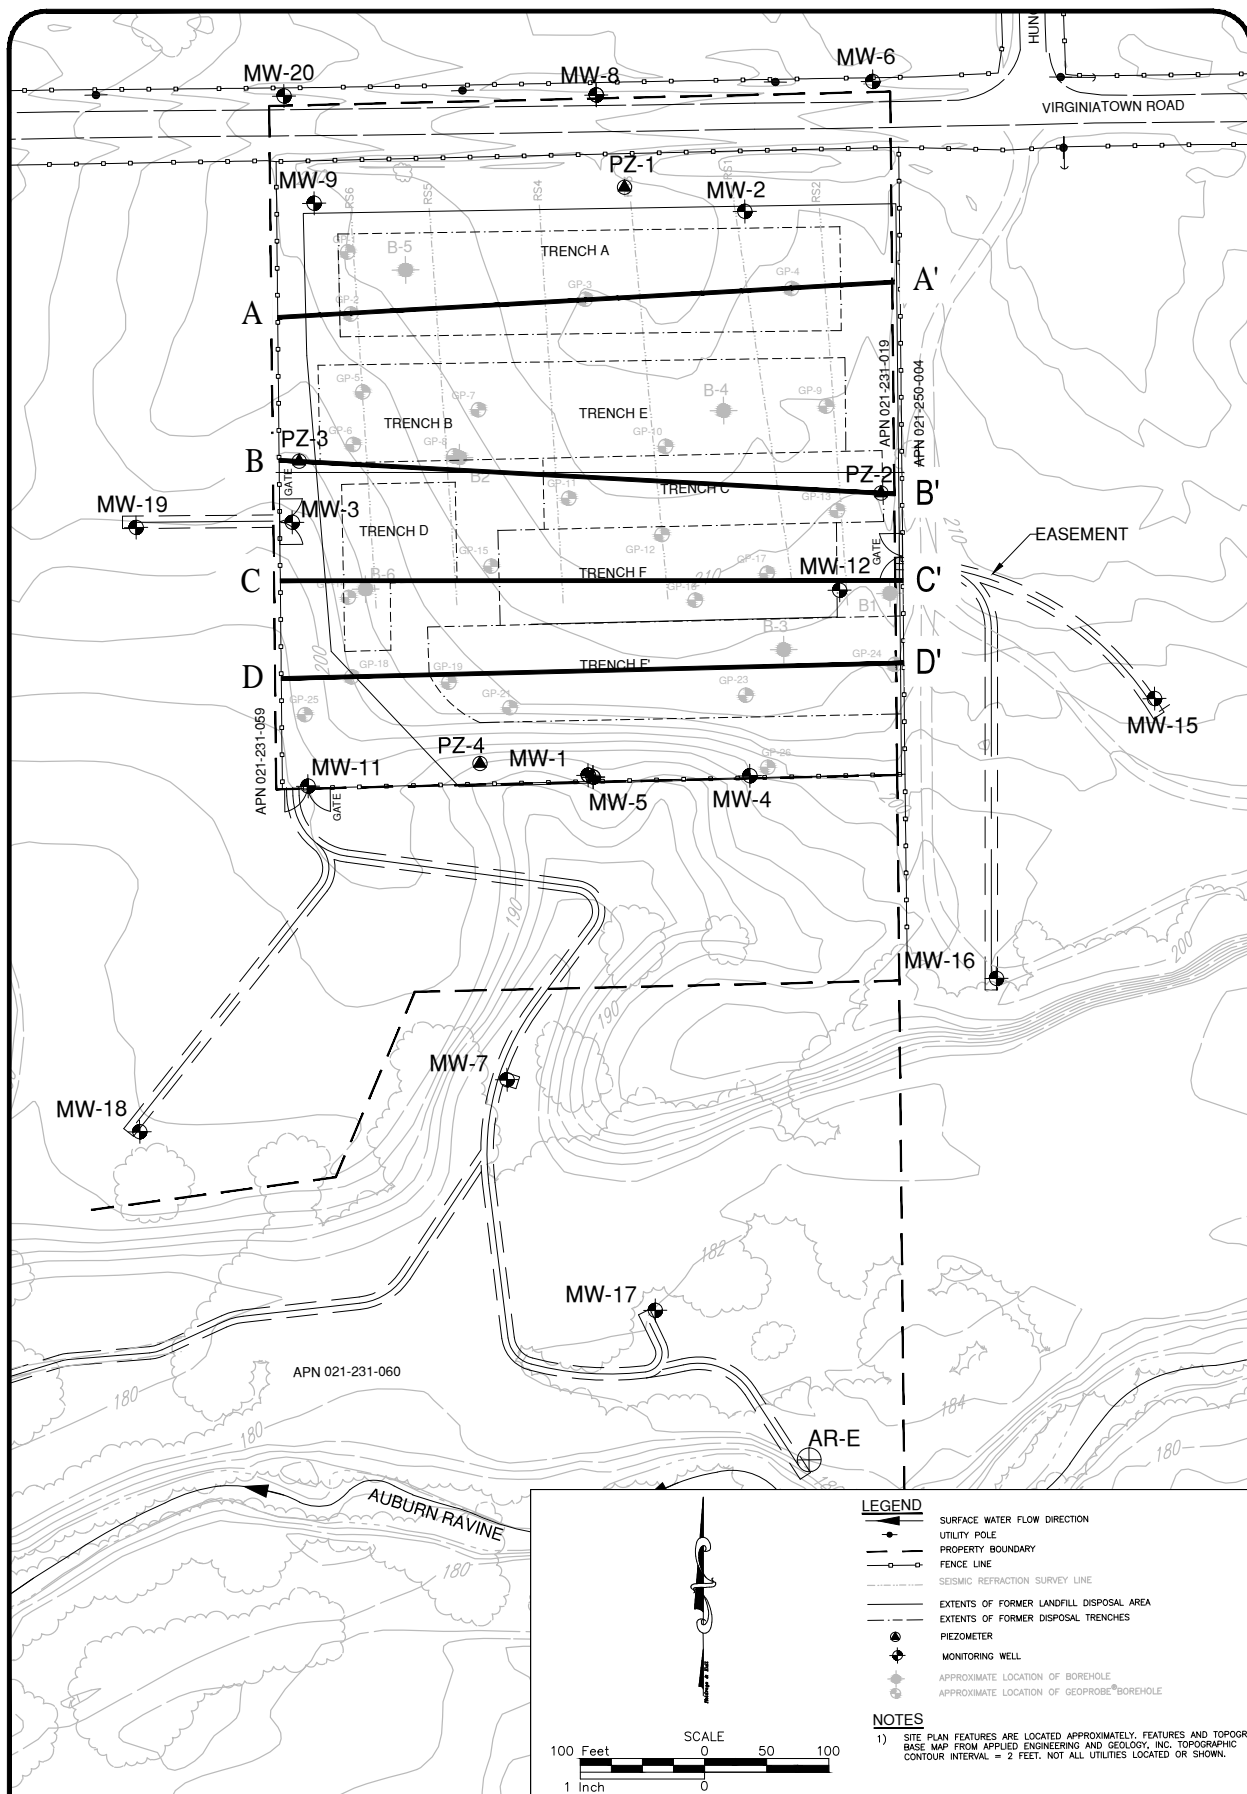 HUNG
MW-20
MW-8
MW-6
VIRGINIATOWN ROAD
PZ-1
MW-9
MW-2
RS6
RS5
RS4
RS1
RS2
TRENCH A
B-5
GP-4
GP-3
GP-2
A
A'
APN 021-231-019
APN 021-250-004
GP-5
GP-7
B-4
GP-9
TRENCH B
TRENCH E
GP-6
GP-8
GP-10
PZ-3
B
B2
PZ-2
B'
GATE
TRENCH C
GP-11
GP-13
MW-19
MW-3
TRENCH D
210
EASEMENT
GP-12
GATE
GP-15
GP-17
TRENCH F
210
MW-12
C
C'
B-6
GP-16
B1
B-3
200
GP-18
GP-19
TRENCH F'
GP-24
D
D'
GP-21
GP-23
GP-25
MW-15
APN 021-231-059
PZ-4
MW-1
GP-26
MW-11
MW-5
MW-4
GATE
190
200
MW-16
190
MW-7
MW-18
182
MW-17
APN 021-231-060
180
184
180
AR-E
180
AUBURN RAVINE
180
LEGEND
SURFACE WATER FLOW DIRECTION
UTILITY POLE
PROPERTY BOUNDARY
FENCE LINE
SEISMIC REFRACTION SURVEY LINE
EXTENTS OF FORMER LANDFILL DISPOSAL AREA
EXTENTS OF FORMER DISPOSAL TRENCHES
PIEZOMETER
MONITORING WELL
APPROXIMATE LOCATION OF BOREHOLE
APPROXIMATE LOCATION OF GEOPROBE® BOREHOLE
NOTES
1) SITE PLAN FEATURES ARE LOCATED APPROXIMATELY. FEATURES AND TOPOGR
BASE MAP FROM APPLIED ENGINEERING AND GEOLOGY, INC. TOPOGRAPHIC
CONTOUR INTERVAL = 2 FEET. NOT ALL UTILITIES LOCATED OR SHOWN.
SCALE
100 Feet 0 50 100
1 Inch 0